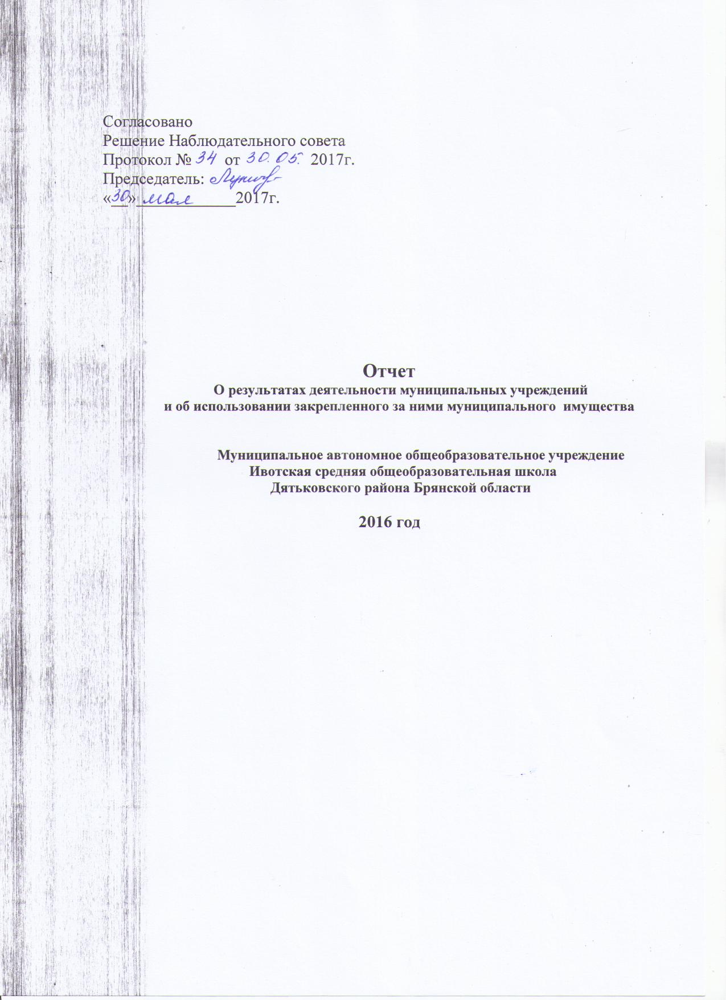 Согласовано
Решение Наблюдательного совета
Протокол № 34 от 30. 05. 2017г.
Председатель:
«30» мая 2017г.
Отчет
О результатах деятельности муниципальных учреждений
и об использовании закрепленного за ними муниципального имущества
Муниципальное автономное общеобразовательное учреждение
Ивотская средняя общеобразовательная школа
Дятьковского района Брянской области
2016 год